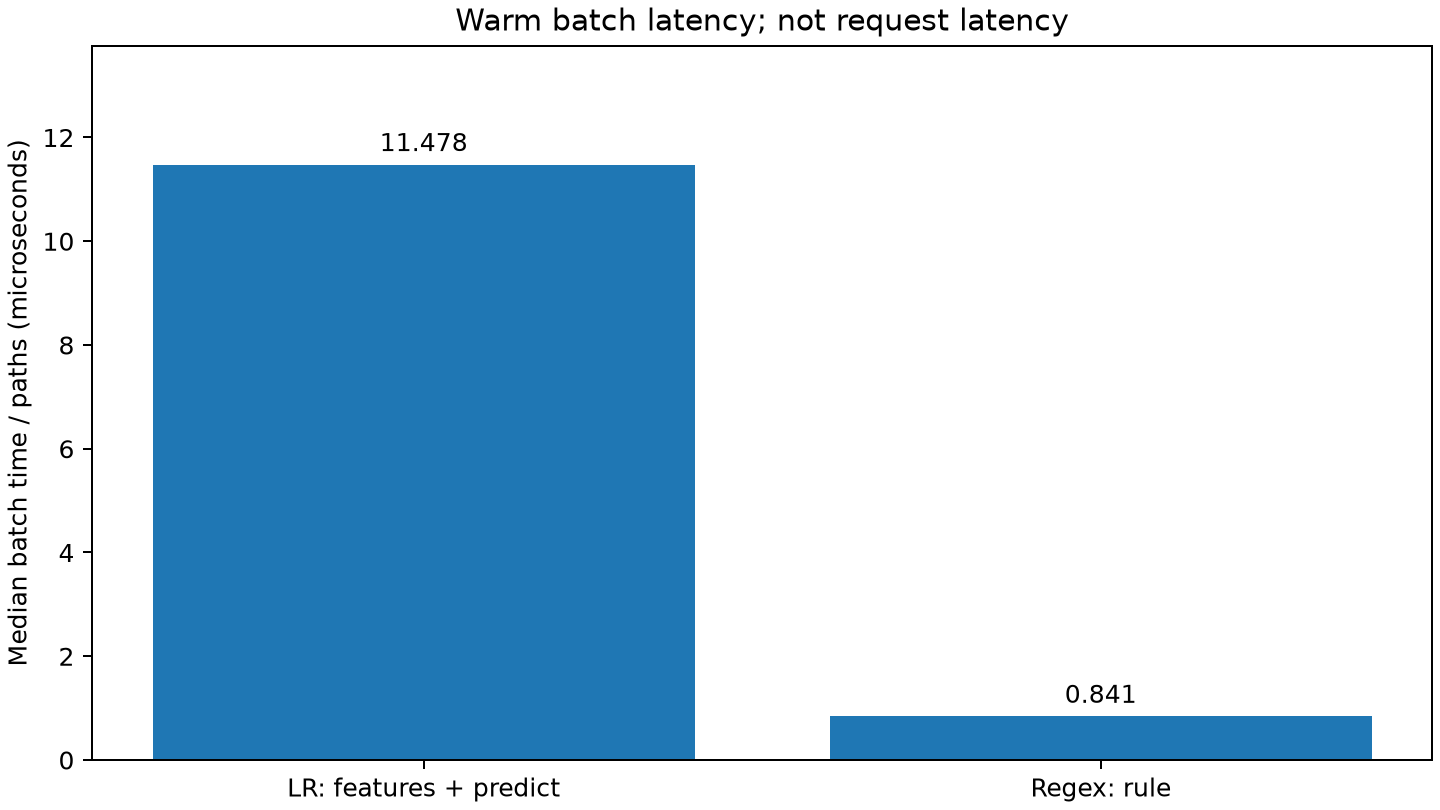 Warm batch latency; not request latency
Median batch time / paths (microseconds)
12
10
8
6
4
2
0
11.478
0.841
LR: features + predict
Regex: rule